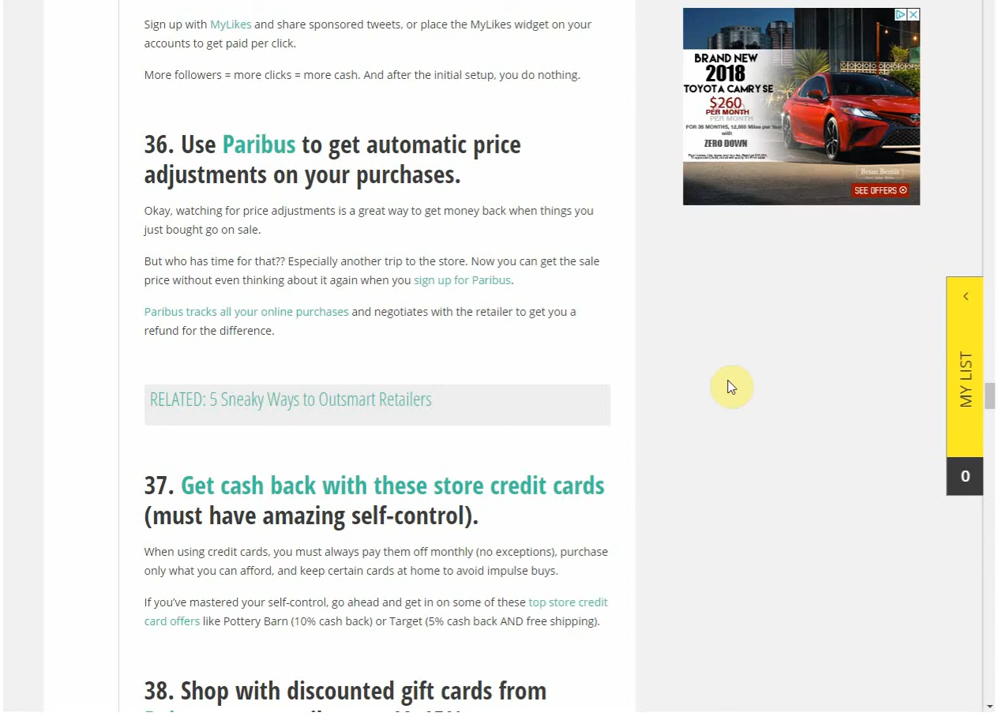 Sign up with MyLikes and share sponsored tweets, or place the MyLikes widget on your
accounts to get paid per click.
More followers = more clicks = more cash. And after the initial setup, you do nothing.
36. Use Paribus to get automatic price
adjustments on your purchases.
Okay, watching for price adjustments is a great way to get money back when things you
just bought go on sale.
But who has time for that?? Especially another trip to the store. Now you can get the sale
price without even thinking about it again when you sign up for Paribus.
Paribus tracks all your online purchases and negotiates with the retailer to get you a
refund for the difference.
RELATED: 5 Sneaky Ways to Outsmart Retailers
37. Get cash back with these store credit cards
(must have amazing self-control).
When using credit cards, you must always pay them off monthly (no exceptions), purchase
only what you can afford, and keep certain cards at home to avoid impulse buys.
If you've mastered your self-control, go ahead and get in on some of these top store credit
card offers like Pottery Barn (10% cash back) or Target (5% cash back AND free shipping).
38. Shop with discounted gift cards from
BRAND NEW
2018
TOYOTA CAMRY SE
$260
PER MONTH
PER MONTH
FOR 36 MONTHS, 12,000 Miles per Year
with
ZERO DOWN
SEE OFFERS
MY LIST
0